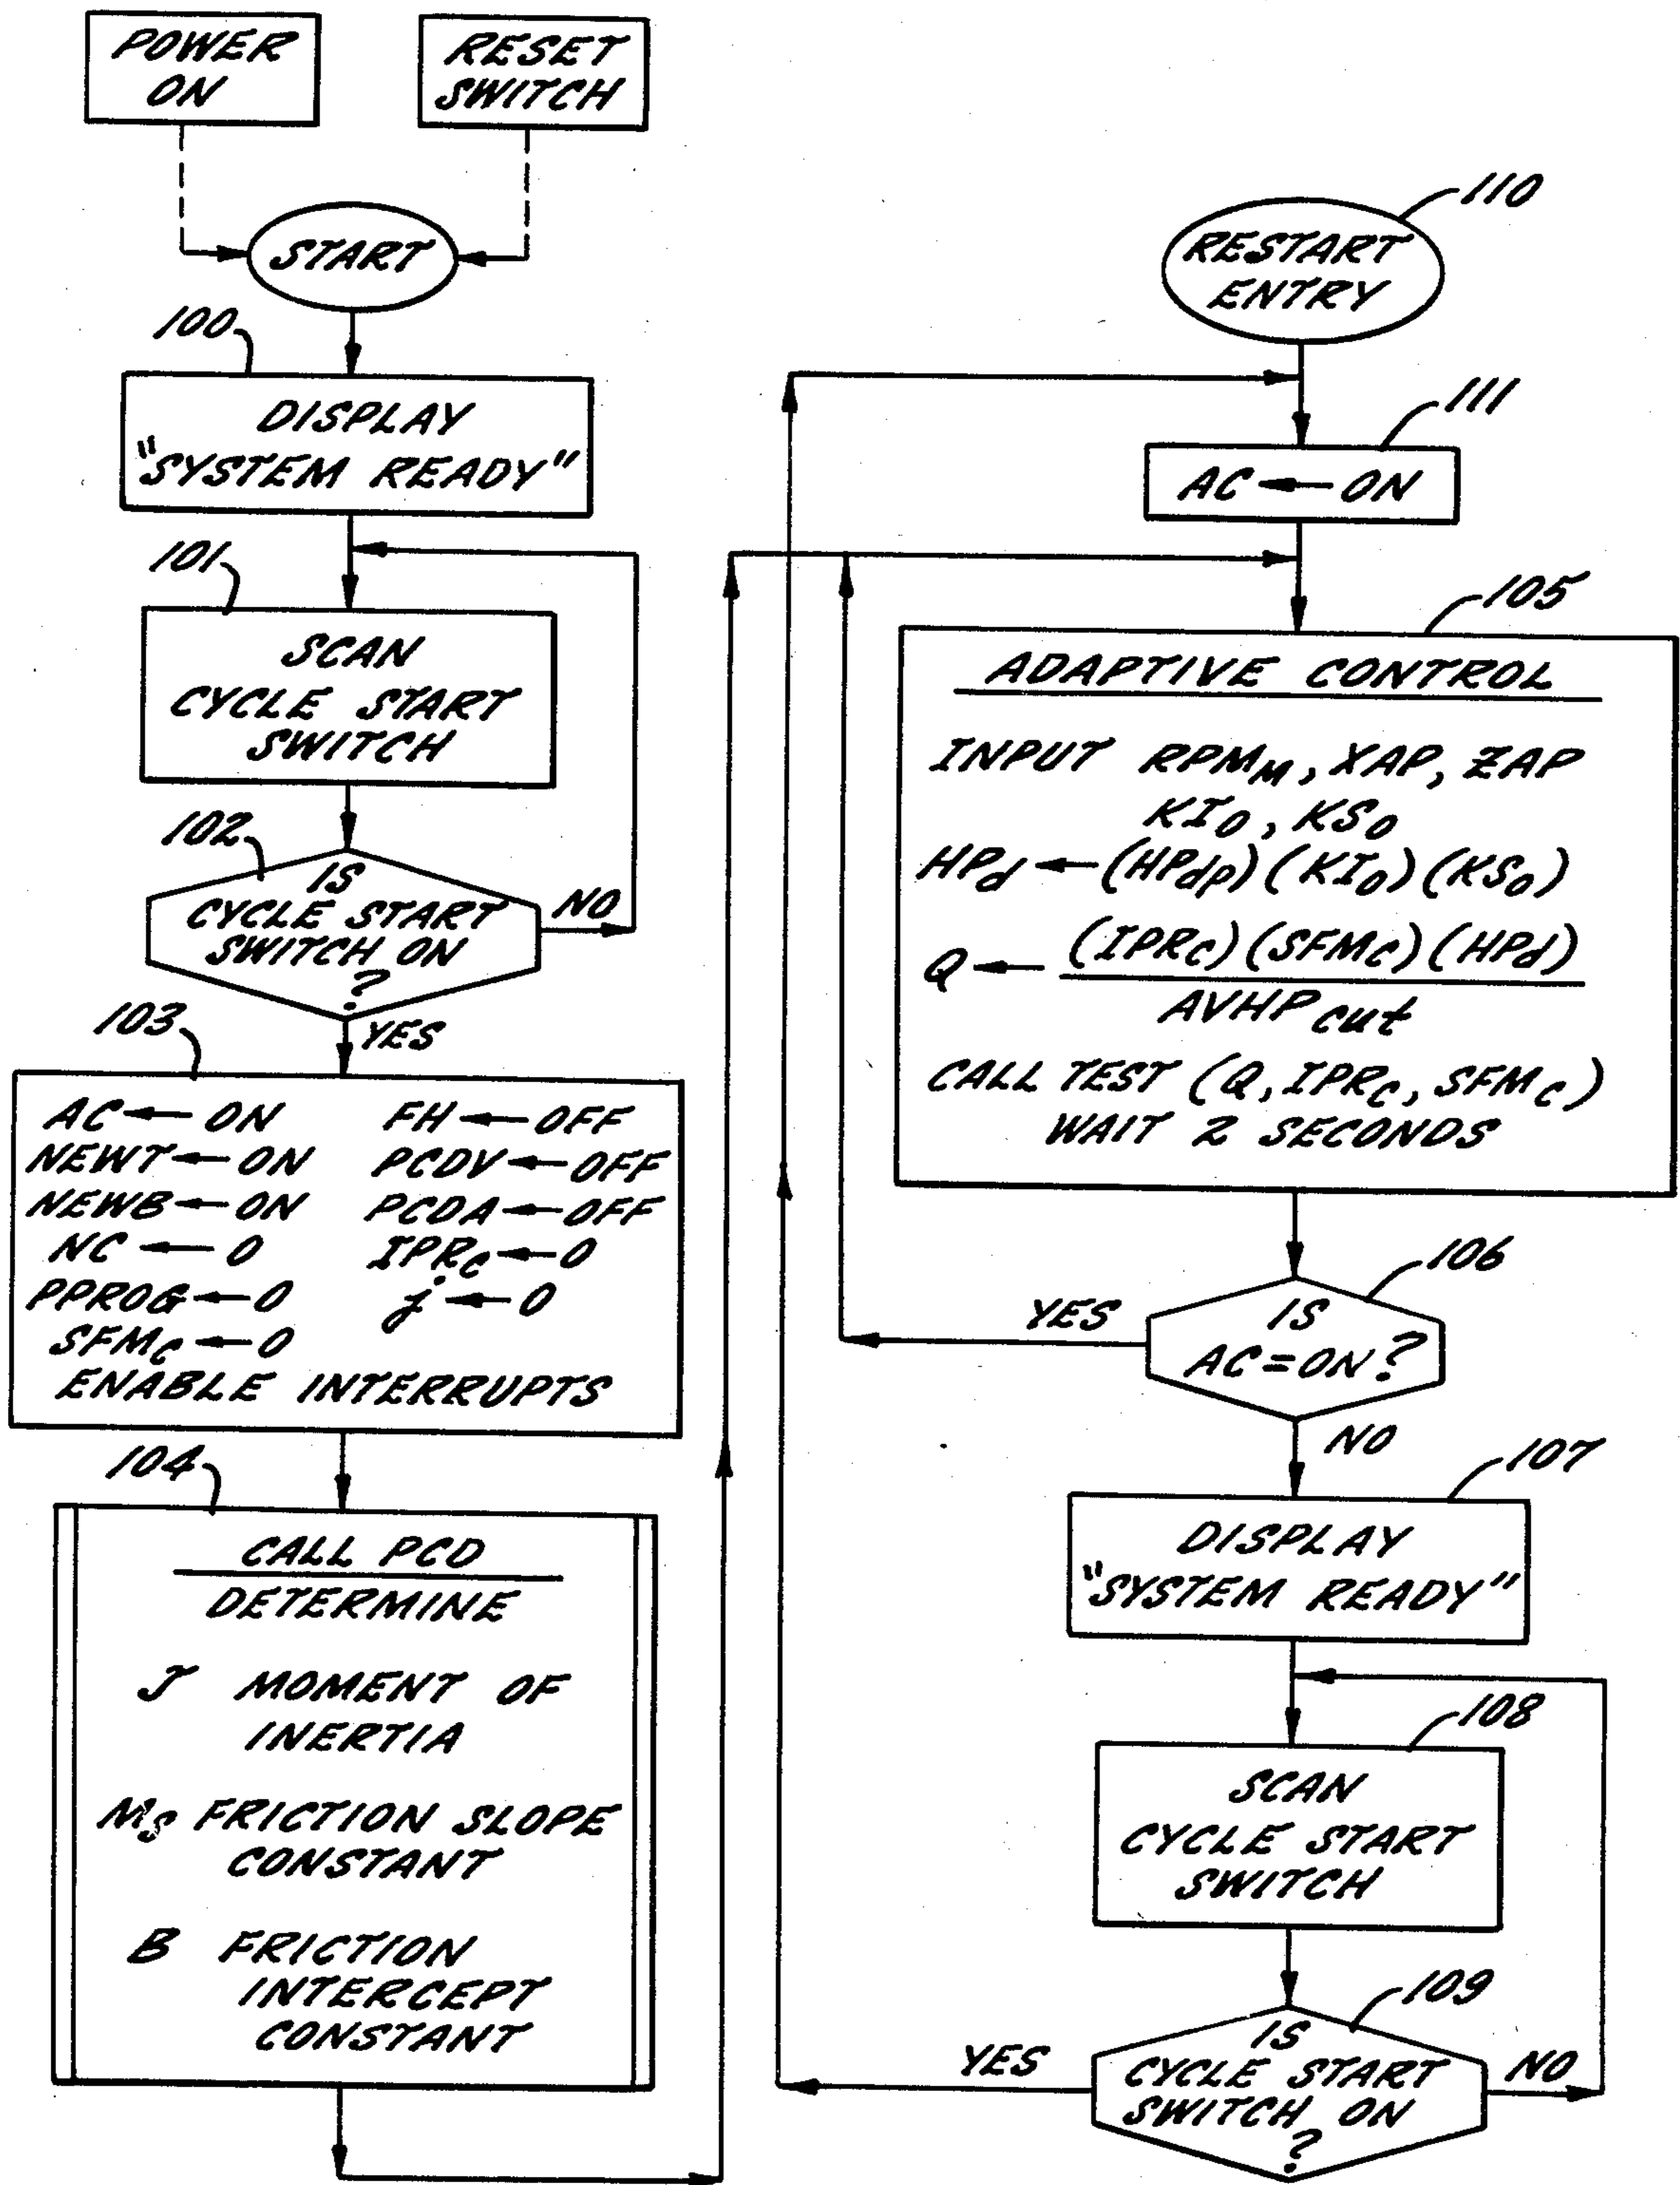 POWER
ON
RESET
SWITCH
START
100
DISPLAY
"SYSTEM READY"
101
SCAN
CYCLE START
SWITCH
102
IS
CYCLE START
SWITCH ON
?
NO
YES
103
AC ← ON FH ← OFF
NEWT ← ON PCDV ← OFF
NEWB ← ON PCDA ← OFF
NC ← 0 IPRc ← 0
PPROG ← 0 j ← 0
SFMc ← 0
ENABLE INTERRUPTS
104
CALL PCD
DETERMINE
J MOMENT OF
INERTIA
MS FRICTION SLOPE
CONSTANT
B FRICTION
INTERCEPT
CONSTANT
110
RESTART
ENTRY
111
AC ← ON
105
ADAPTIVE CONTROL
INPUT RPMM, XAP, ZAP
KIO, KSO
HPd ← (HPdp)(KIO)(KSO)
Q ← (IPRc)(SFMc)(HPd)
AVHPcut
CALL TEST (Q, IPRc, SFMc)
WAIT 2 SECONDS
106
IS
AC = ON?
YES
NO
107
DISPLAY
"SYSTEM READY"
108
SCAN
CYCLE START
SWITCH
109
IS
CYCLE START
SWITCH ON
?
YES
NO